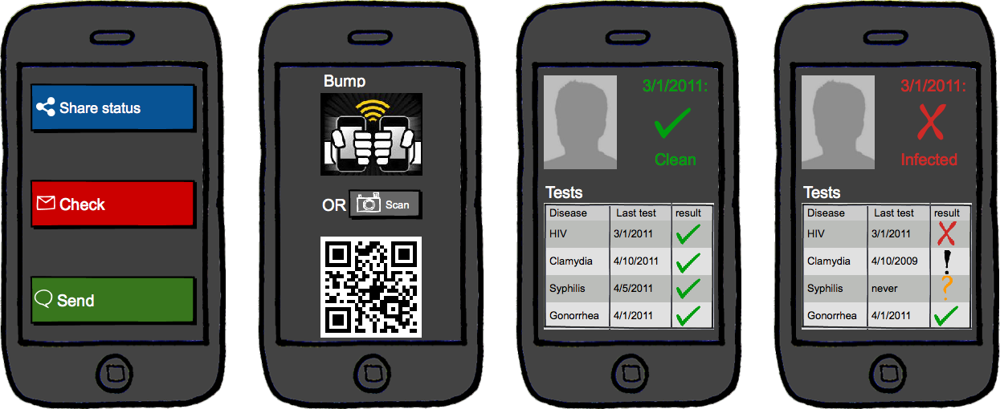 Share status
Check
Send
Bump
OR Scan
3/1/2011:
Clean
Tests
Disease Last test result
HIV 3/1/2011
Clamydia 4/10/2011
Syphilis 4/5/2011
Gonorrhea 4/1/2011
3/1/2011:
Infected
Tests
Disease Last test result
HIV 3/1/2011
Clamydia 4/10/2009
Syphilis never
Gonorrhea 4/1/2011